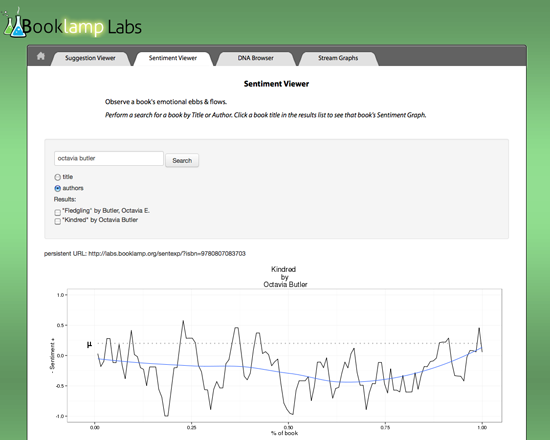 Booklamp Labs
Suggestion Viewer
Sentiment Viewer
DNA Browser
Stream Graphs
Sentiment Viewer
Observe a book's emotional ebbs & flows.
Perform a search for a book by Title or Author. Click a book title in the results list to see that book's Sentiment Graph.
octavia butler
Search
title
authors
Results:
"Fledgling" by Butler, Octavia E.
"Kindred" by Octavia Butler
persistent URL: http://labs.booklamp.org/sentexp/?isbn=9780807083703
Kindred
by
Octavia Butler
1.0
0.5
μ
0.0
-0.5
-1.0
- Sentiment +
0.00
0.25
0.50
0.75
1.00
% of book